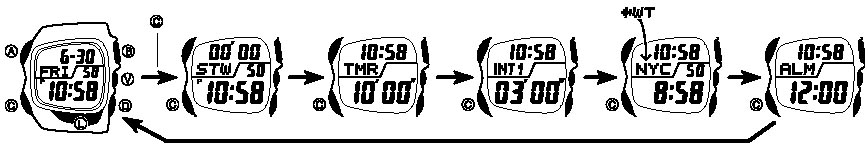 Ⓐ
Ⓑ
Ⓥ
Ⓒ
Ⓓ
Ⓛ
6-30
FRI 50
10:58
Ⓒ
00'00
STW 50
P 10:58
Ⓒ
10:58
TMR
10'00"
Ⓒ
10:58
INT1
03'00"
Ⓒ
*WT
10:58
NYC 50
8:58
Ⓒ
10:58
ALM
12:00
Ⓒ